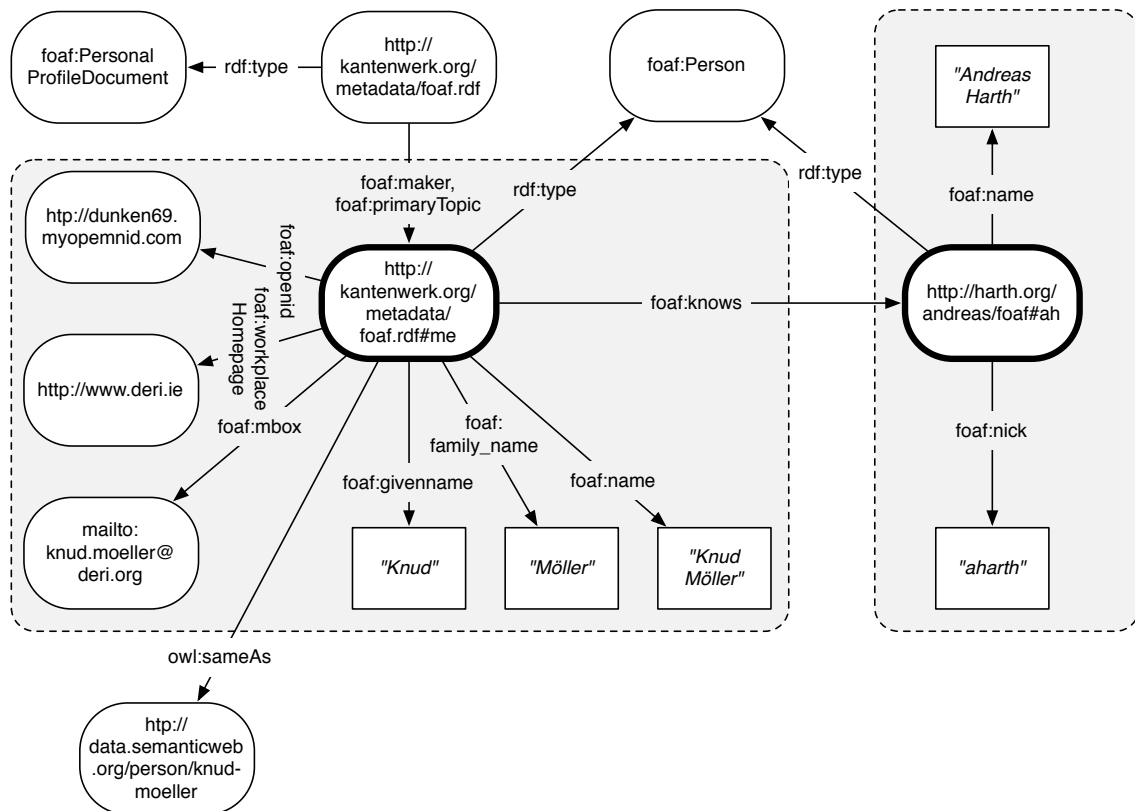 foaf:Personal
ProfileDocument
rdf:type
http://
kantenwerk.org/
metadata/foaf.rdf
foaf:Person
"Andreas
Harth"
foaf:maker,
foaf:primaryTopic
rdf:type
rdf:type
foaf:name
htp://dunken69.
myopemnid.com
foaf:openid
http://
kantenwerk.org/
metadata/
foaf.rdf#me
foaf:knows
http://harth.org/
andreas/foaf#ah
http://www.deri.ie
foaf:workplace
Homepage
foaf:mbox
foaf:
family_name
foaf:nick
foaf:givenname
foaf:name
mailto:
knud.moeller@
deri.org
"Knud"
"Möller"
"Knud
Möller"
"aharth"
owl:sameAs
htp://
data.semanticweb
.org/person/knud-
moeller